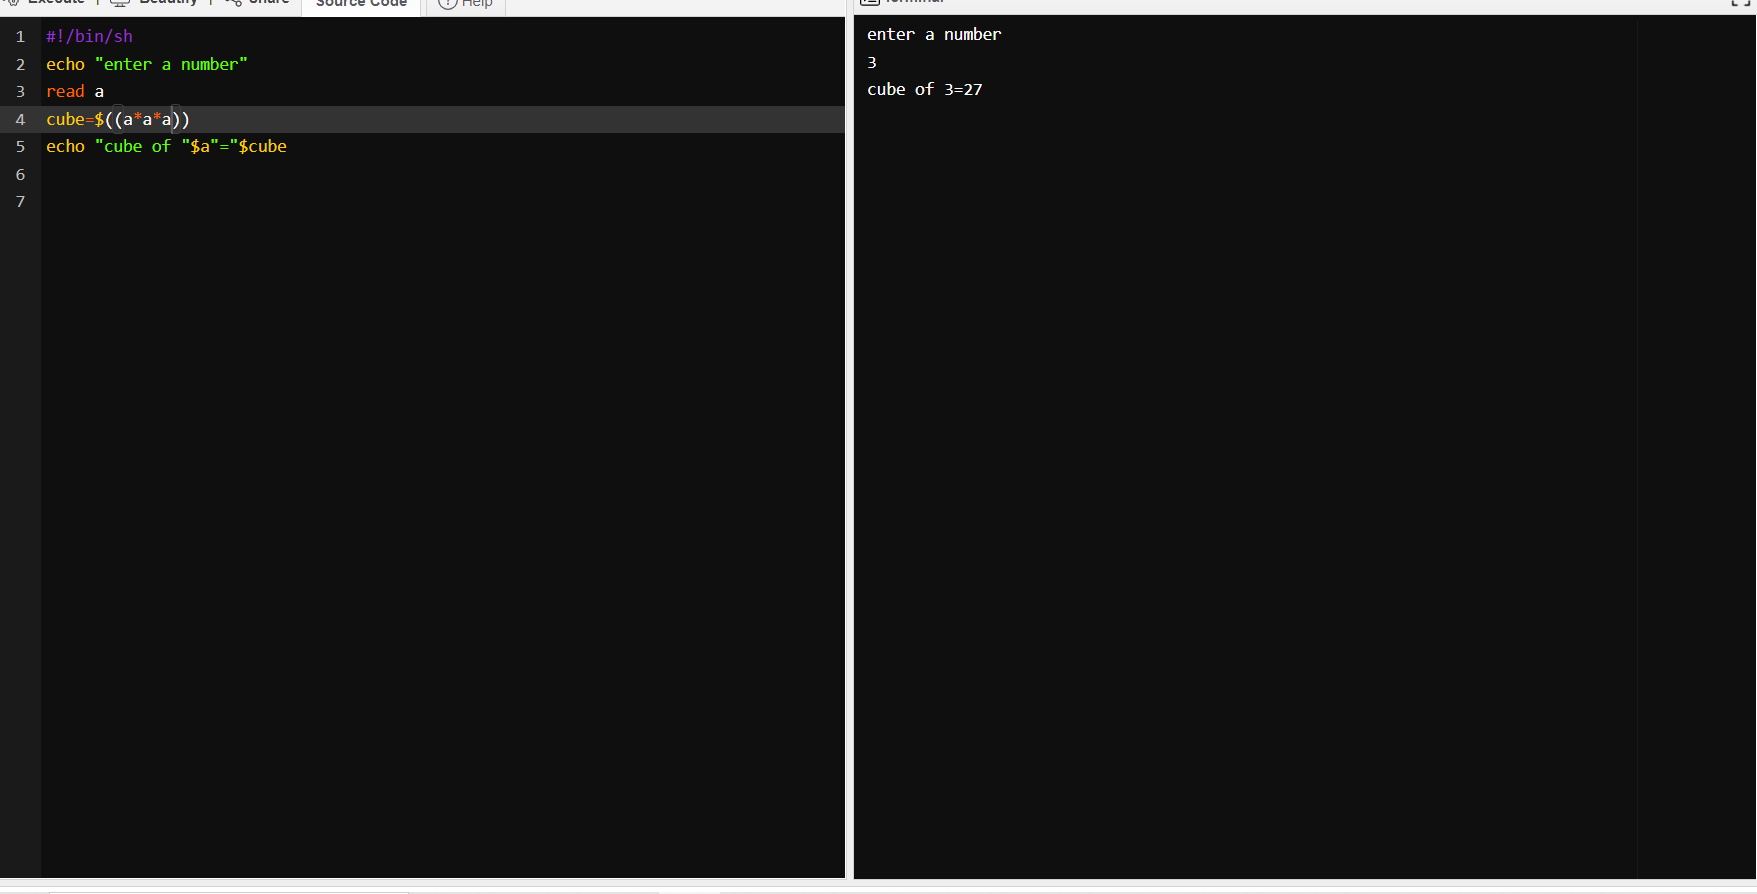 Execute | Beautify | Share Source Code Help
1 #!/bin/sh
2 echo "enter a number"
3 read a
4 cube=$((a*a*a))
5 echo "cube of "$a"="$cube
6
7
Terminal
enter a number
3
cube of 3=27